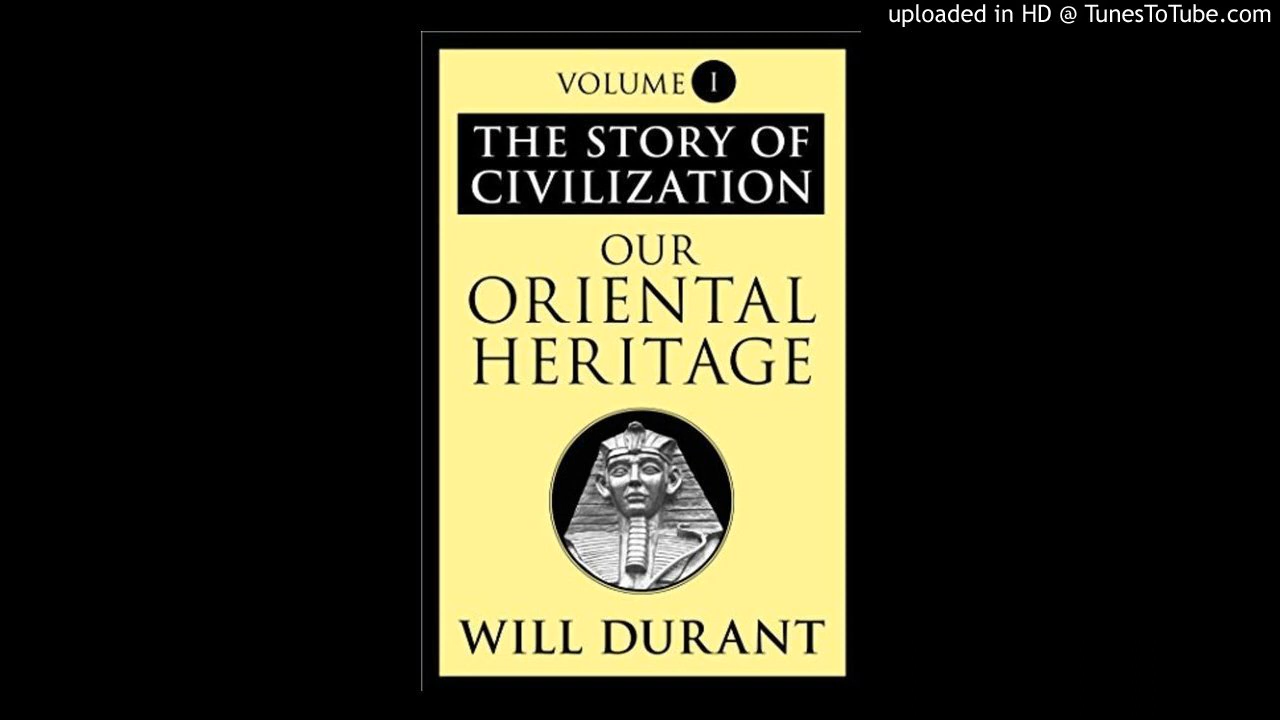 uploaded in HD @ TunesToTube.com
VOLUME I
THE STORY OF
CIVILIZATION
OUR
ORIENTAL
HERITAGE
WILL DURANT